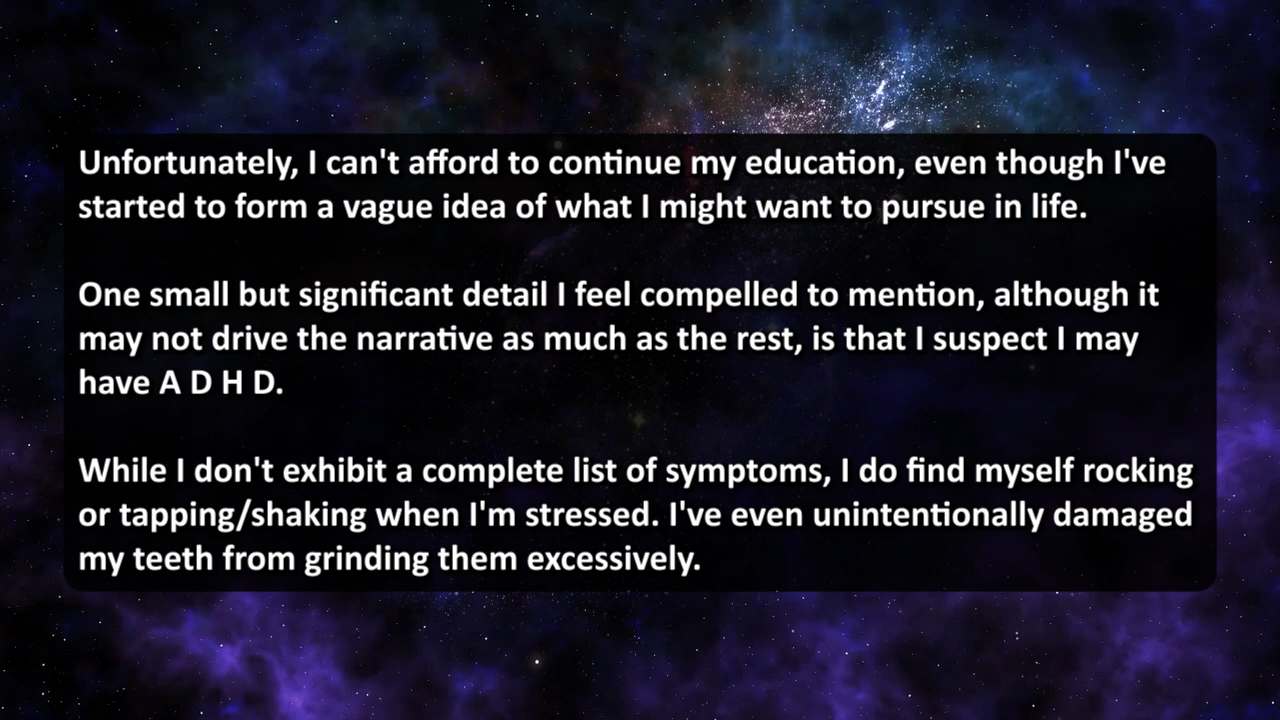 Unfortunately, I can't afford to continue my education, even though I've
started to form a vague idea of what I might want to pursue in life.
One small but significant detail I feel compelled to mention, although it
may not drive the narrative as much as the rest, is that I suspect I may
have A D H D.
While I don't exhibit a complete list of symptoms, I do find myself rocking
or tapping/shaking when I'm stressed. I've even unintentionally damaged
my teeth from grinding them excessively.